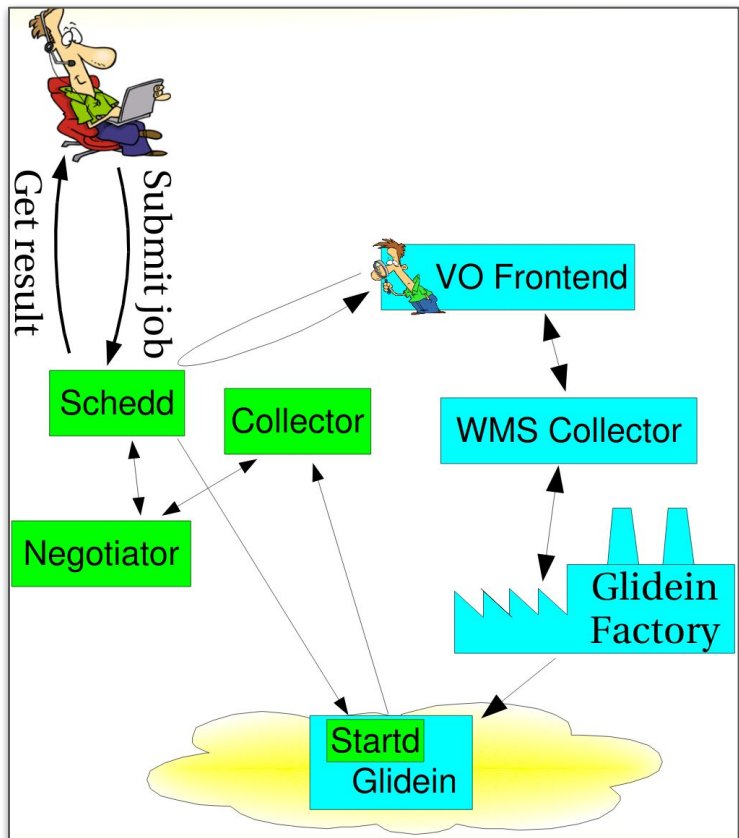 Get result
Submit job
VO Frontend
Schedd
Collector
WMS Collector
Negotiator
Glidein
Factory
Startd
Glidein